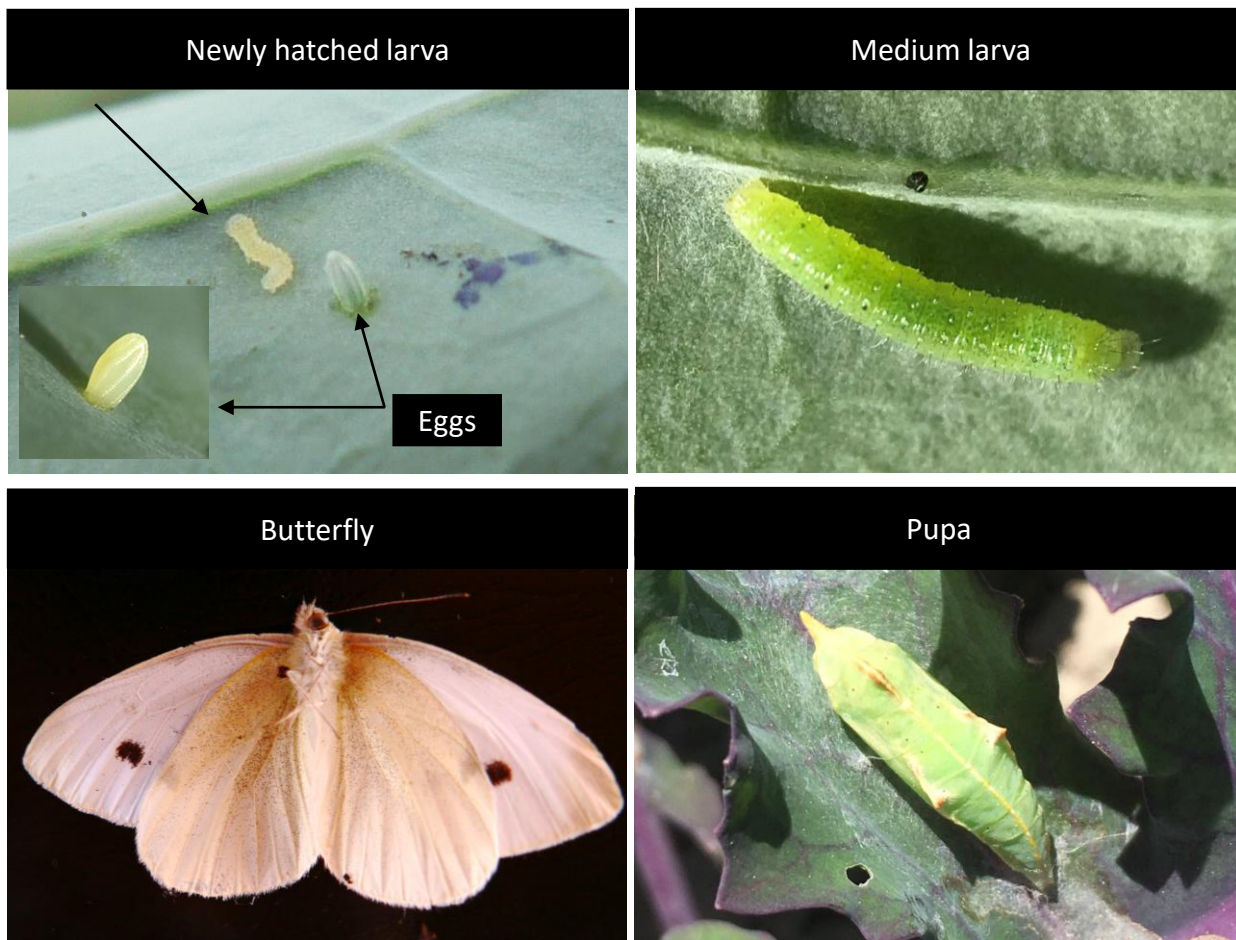 Newly hatched larva
Medium larva
Eggs
Butterfly
Pupa